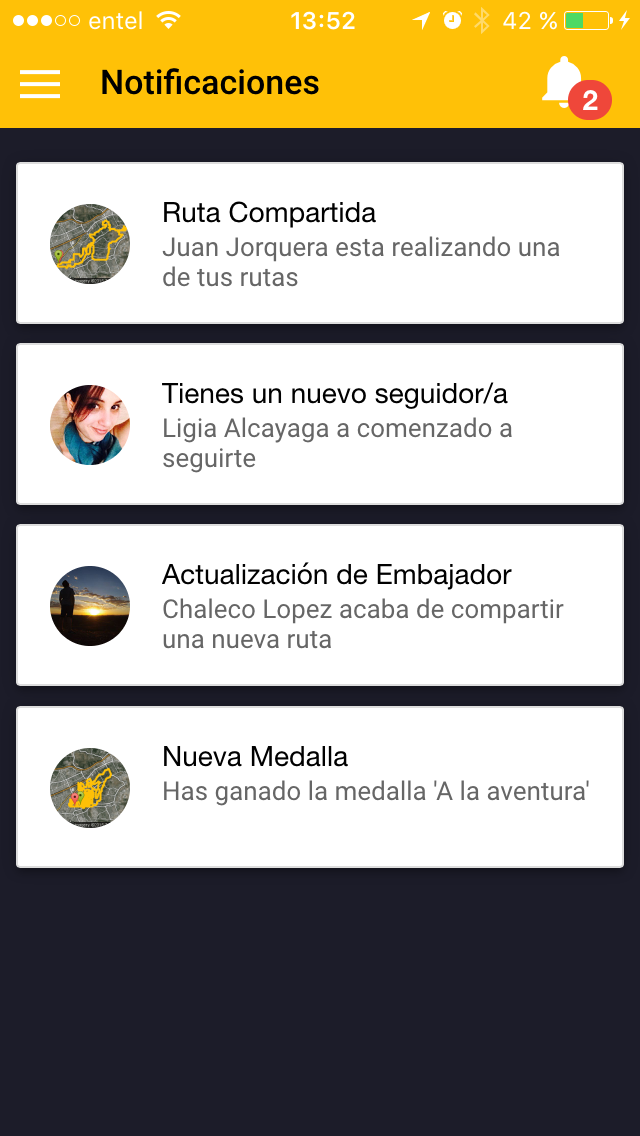 entel 13:52 42 %
Notificaciones
2
Ruta Compartida
Juan Jorquera esta realizando una
de tus rutas
Tienes un nuevo seguidor/a
Ligia Alcayaga a comenzado a
seguirte
Actualización de Embajador
Chaleco Lopez acaba de compartir
una nueva ruta
Nueva Medalla
Has ganado la medalla 'A la aventura'